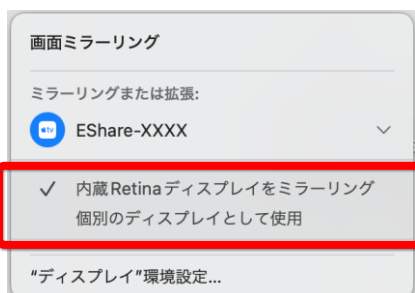 画面ミラーリング
ミラーリングまたは拡張:
tv
EShare-XXXX
内蔵Retinaディスプレイをミラーリング
個別のディスプレイとして使用
“ディスプレイ”環境設定...